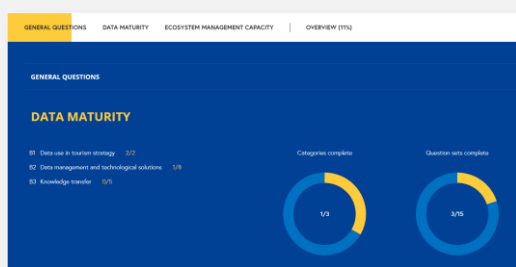 GENERAL QUESTIONS DATA MATURITY ECOSYSTEM MANAGEMENT CAPACITY | OVERVIEW (11%)
GENERAL QUESTIONS
DATA MATURITY
B1 Data use in tourism strategy 2/2
B2 Data management and technological solutions 1/8
B3 Knowledge transfer 0/5
Categories complete
Question sets complete
1/3
3/15